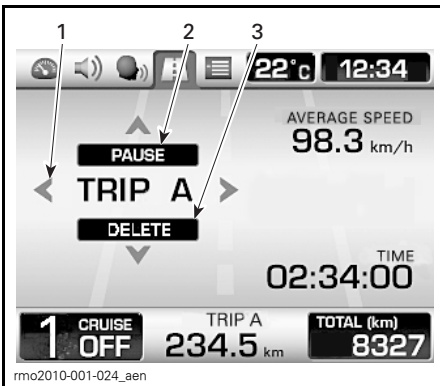 1
2
3
22°c 12:34
AVERAGE SPEED
98.3 km/h
PAUSE
TRIP A
DELETE
TIME
02:34:00
1 CRUISE OFF
TRIP A
234.5 km
TOTAL (km)
8327
rmo2010-001-024_aen